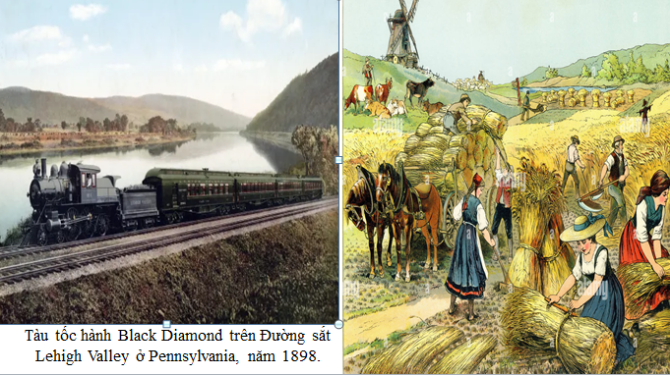 Tàu tốc hành Black Diamond trên Đường sắt
Lehigh Valley ở Pennsylvania, năm 1898.